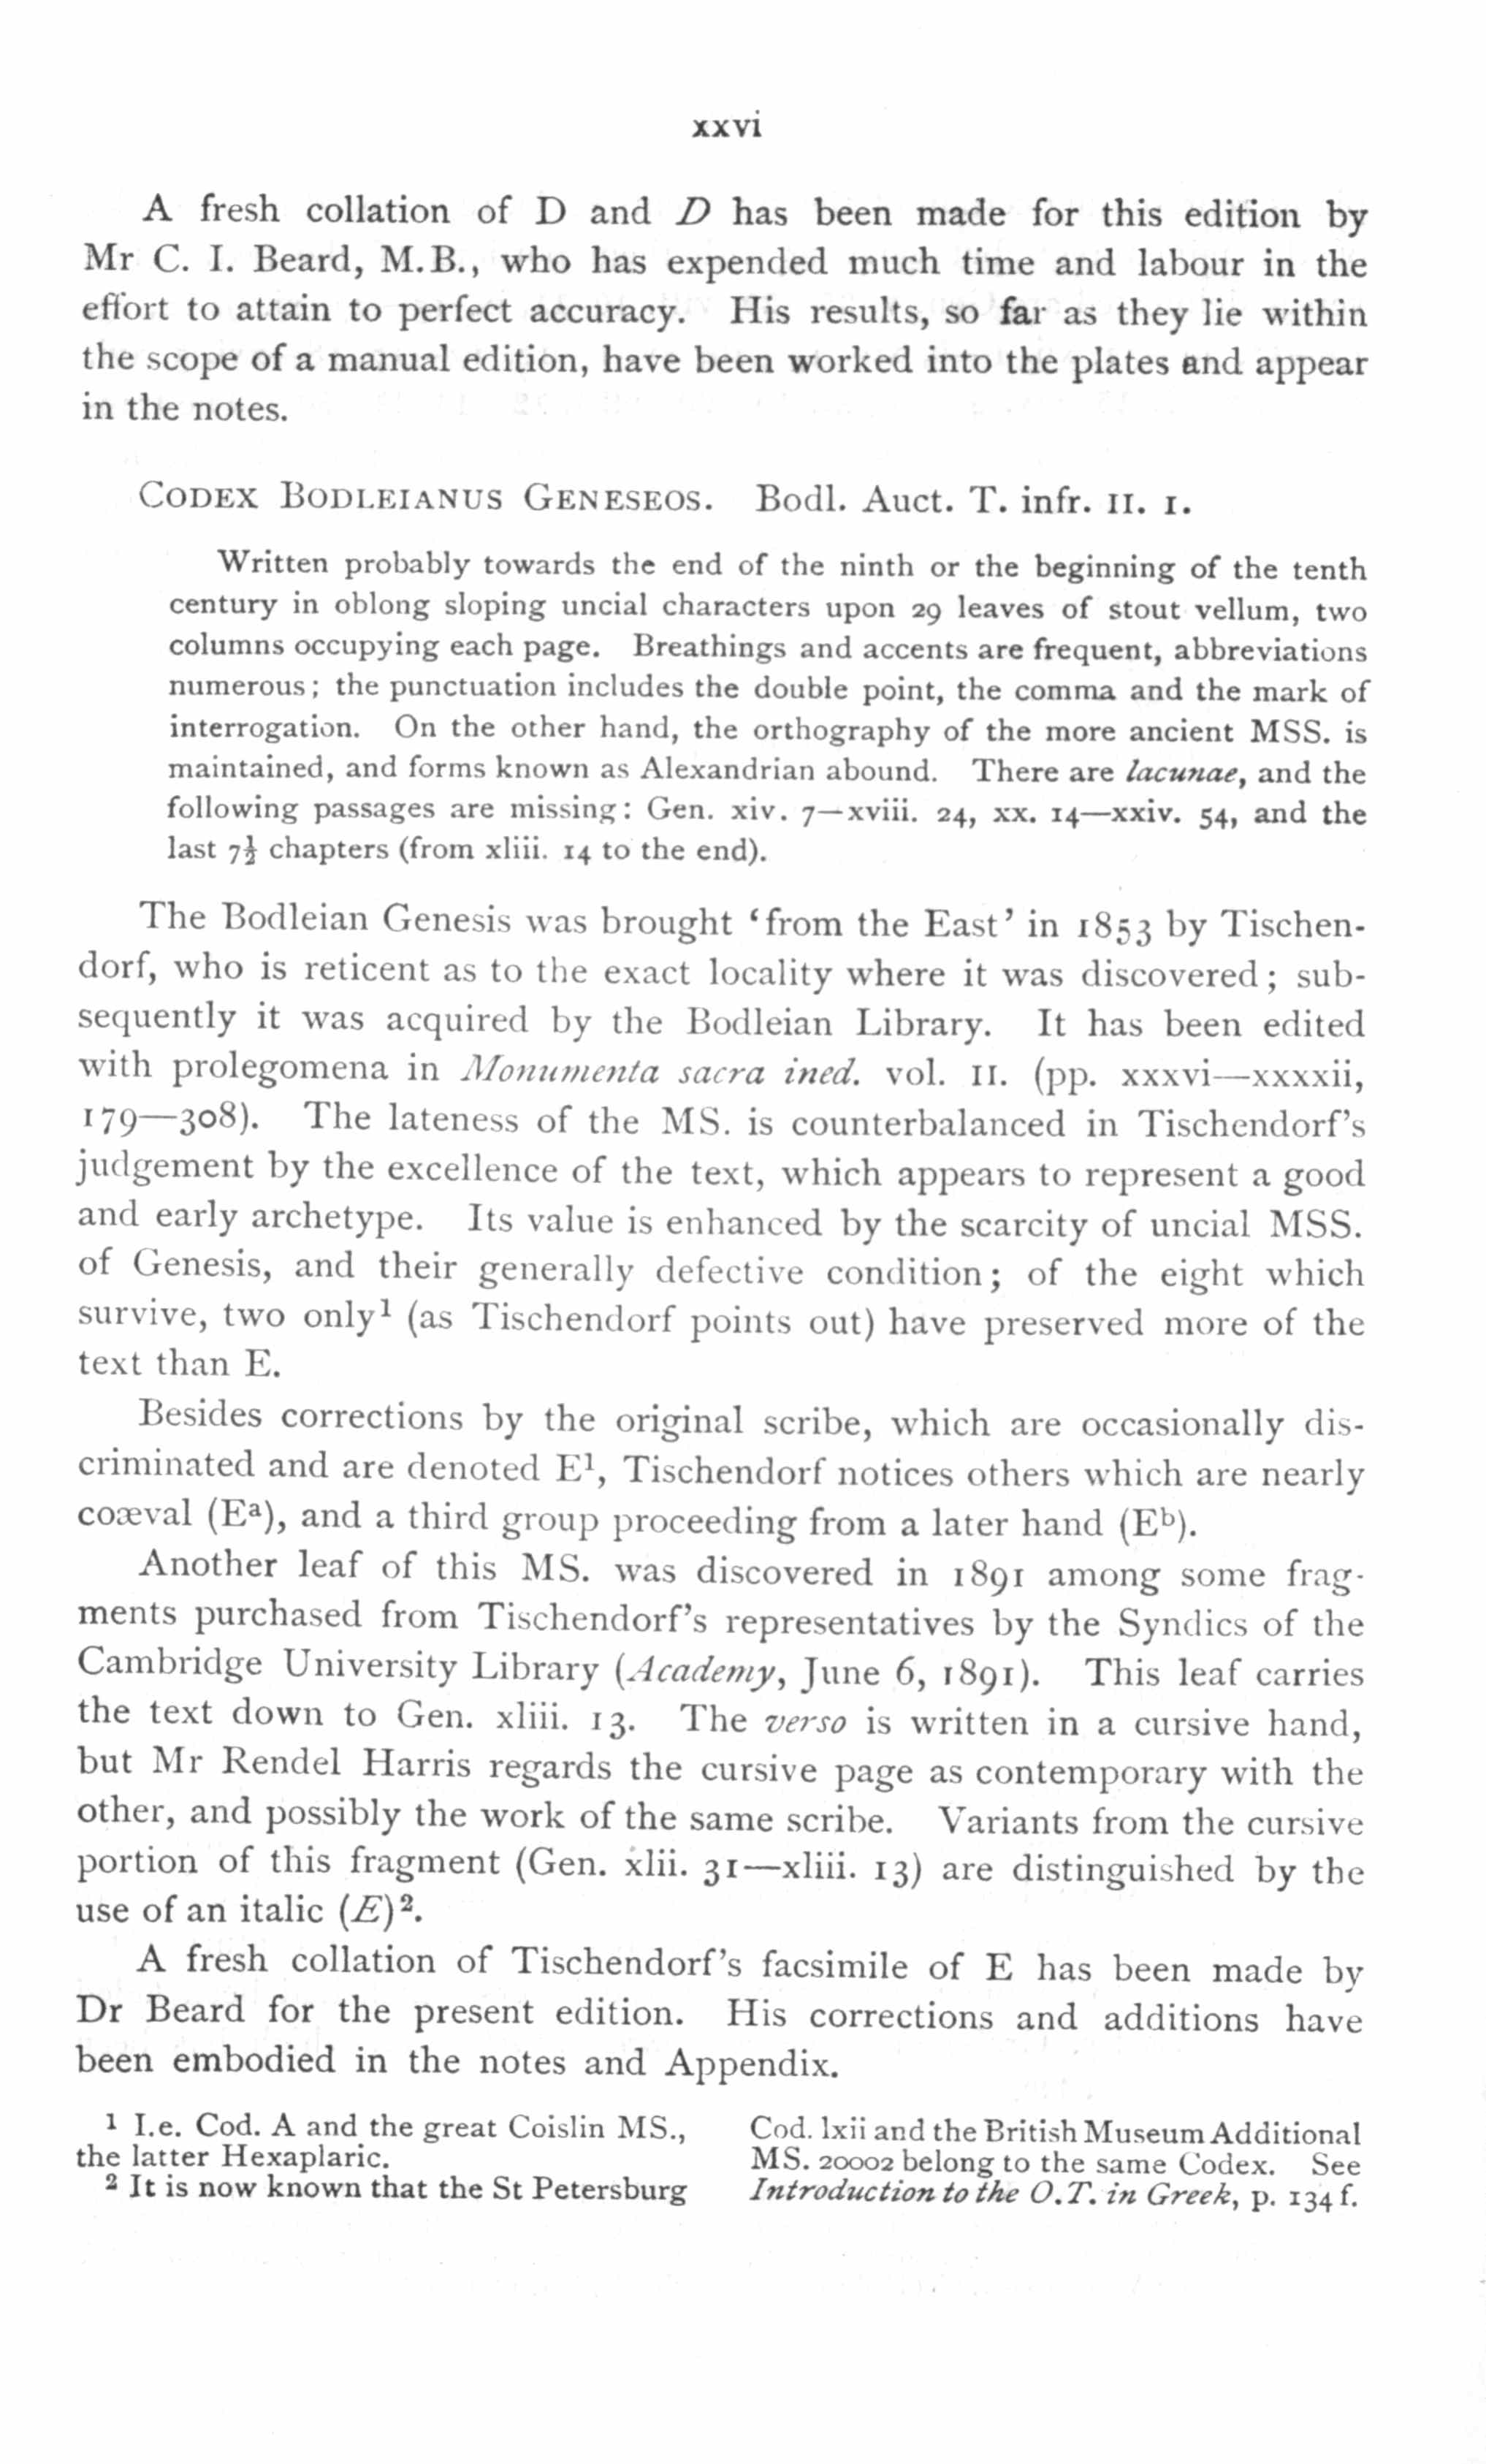 xxvi
A fresh collation of D and D has been made for this edition by
Mr C. I. Beard, M.B., who has expended much time and labour in the
effort to attain to perfect accuracy. His results, so far as they lie within
the scope of a manual edition, have been worked into the plates and appear
in the notes.
CODEX BODLEIANUS GENESEOS. Bodl. Auct. T. infr. II. 1.
Written probably towards the end of the ninth or the beginning of the tenth
century in oblong sloping uncial characters upon 29 leaves of stout vellum, two
columns occupying each page. Breathings and accents are frequent, abbreviations
numerous; the punctuation includes the double point, the comma and the mark of
interrogation. On the other hand, the orthography of the more ancient MSS. is
maintained, and forms known as Alexandrian abound. There are lacunae, and the
following passages are missing: Gen. xiv. 7—xviii. 24, xx. 14—xxiv. 54, and the
last 7½ chapters (from xliii. 14 to the end).
The Bodleian Genesis was brought ‘from the East’ in 1853 by Tischen-
dorf, who is reticent as to the exact locality where it was discovered; sub-
sequently it was acquired by the Bodleian Library. It has been edited
with prolegomena in Monumenta sacra ined. vol. II. (pp. xxxvi—xxxxii,
179—308). The lateness of the MS. is counterbalanced in Tischendorf’s
judgement by the excellence of the text, which appears to represent a good
and early archetype. Its value is enhanced by the scarcity of uncial MSS.
of Genesis, and their generally defective condition; of the eight which
survive, two only¹ (as Tischendorf points out) have preserved more of the
text than E.
Besides corrections by the original scribe, which are occasionally dis-
criminated and are denoted E¹, Tischendorf notices others which are nearly
coæval (Eᵃ), and a third group proceeding from a later hand (Eᵇ).
Another leaf of this MS. was discovered in 1891 among some frag-
ments purchased from Tischendorf’s representatives by the Syndics of the
Cambridge University Library (Academy, June 6, 1891). This leaf carries
the text down to Gen. xliii. 13. The verso is written in a cursive hand,
but Mr Rendel Harris regards the cursive page as contemporary with the
other, and possibly the work of the same scribe. Variants from the cursive
portion of this fragment (Gen. xlii. 31—xliii. 13) are distinguished by the
use of an italic (E)².
A fresh collation of Tischendorf’s facsimile of E has been made by
Dr Beard for the present edition. His corrections and additions have
been embodied in the notes and Appendix.
¹ I.e. Cod. A and the great Coislin MS.,
the latter Hexaplaric.
² It is now known that the St Petersburg
Cod. lxii and the British Museum Additional
MS. 20002 belong to the same Codex. See
Introduction to the O.T. in Greek, p. 134 f.